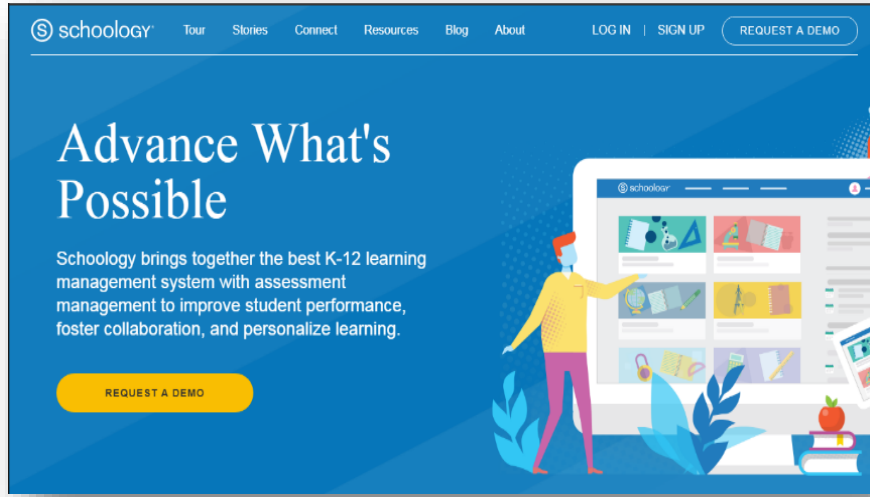 schoology
Tour Stories Connect Resources Blog About LOG IN | SIGN UP REQUEST A DEMO
Advance What's
Possible
Schoology brings together the best K-12 learning
management system with assessment
management to improve student performance,
foster collaboration, and personalize learning.
REQUEST A DEMO
schoology